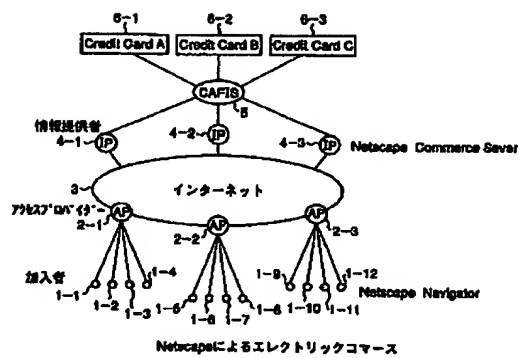 6-1 6-2 6-3
Credit Card A Credit Card B Credit Card C
CAFIS
5
情報提供者
4-1 IP 4-2 IP 4-3 IP Netscape Commerce Saver
3
インターネット
アクセスプロバイダー
2-1 AP 2-2 AP 2-3 AP
加入者
1-1 1-2 1-3 1-4 1-5 1-6 1-7 1-8 1-9 1-10 1-11 1-12 Netscape Navigator
Netscapeによるエレクトリックコマース